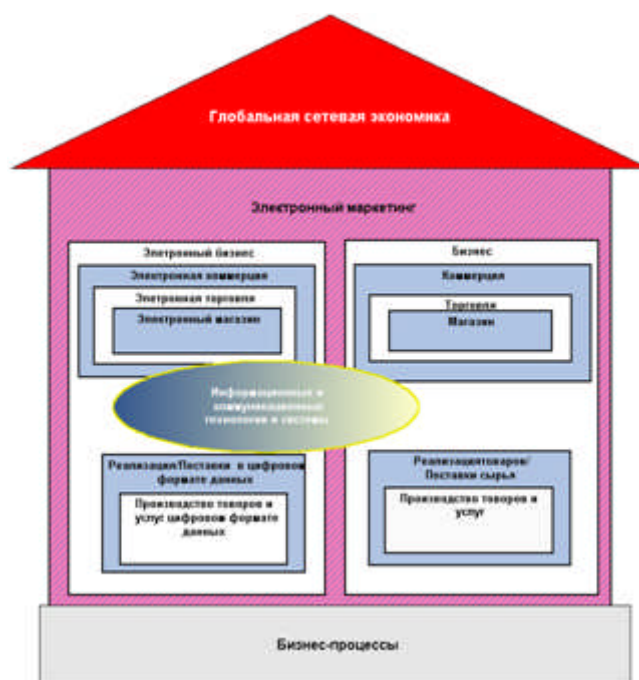 Глобальная сетевая экономика
Электронный маркетинг
Элетронный бизнес
Электронная коммерция
Элетронная торговля
Электронный магазин
Бизнес
Коммерция
Торговля
Магазин
Информационные и
коммуникационные
технологии и системы
Реализация/Поставки в цифровом
формате данных
Производство товоров и
услуг цифровом формате
данных
Реализациятоваров/
Поставки сырья
Производство товоров и
услуг
Бизнес-процессы